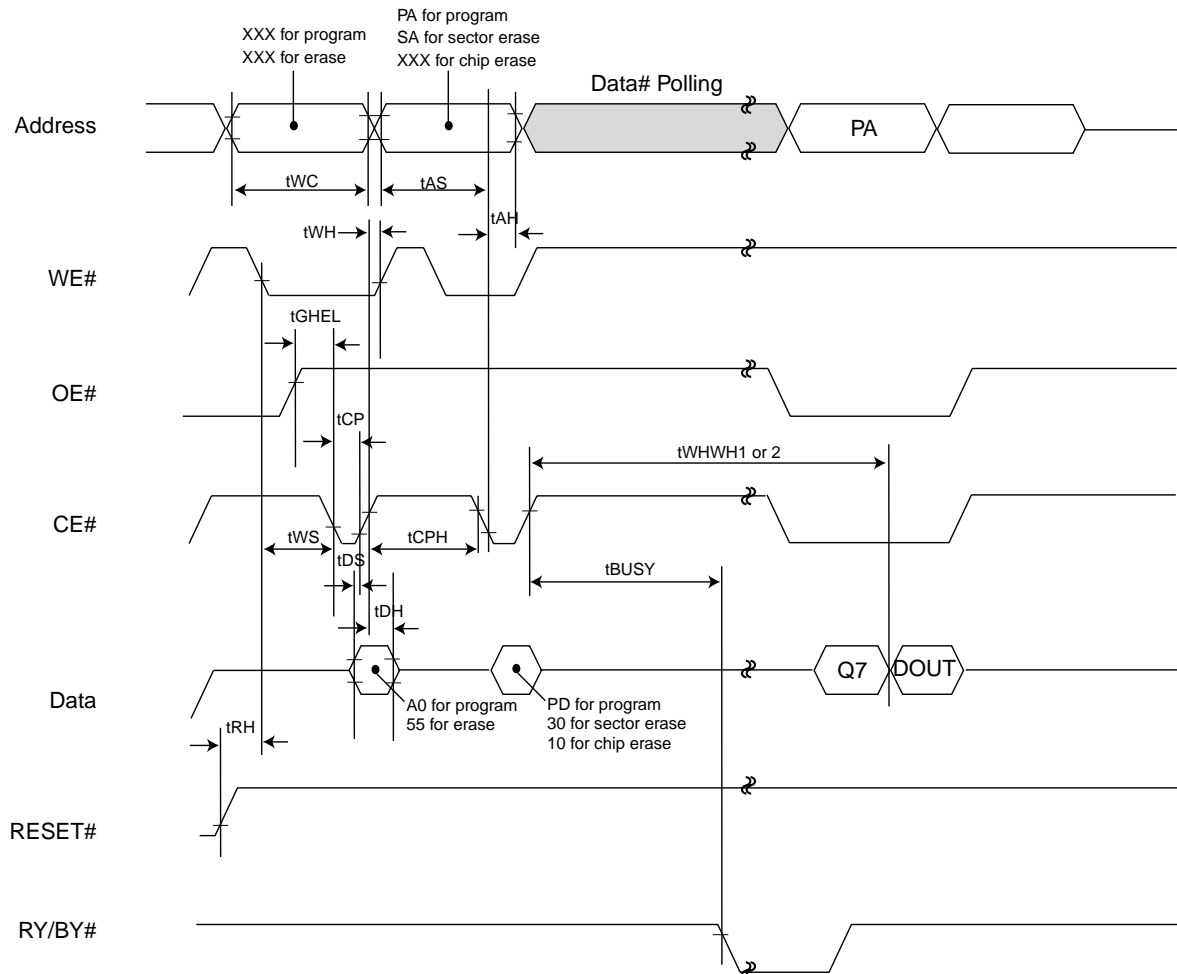 XXX for program
XXX for erase
PA for program
SA for sector erase
XXX for chip erase
Data# Polling
Address
PA
tWC
tAS
tAH
tWH
WE#
tGHEL
OE#
tCP
tWHWH1 or 2
CE#
tWS
tCPH
tDS
tBUSY
tDH
Data
Q7
DOUT
A0 for program
55 for erase
PD for program
30 for sector erase
10 for chip erase
tRH
RESET#
RY/BY#